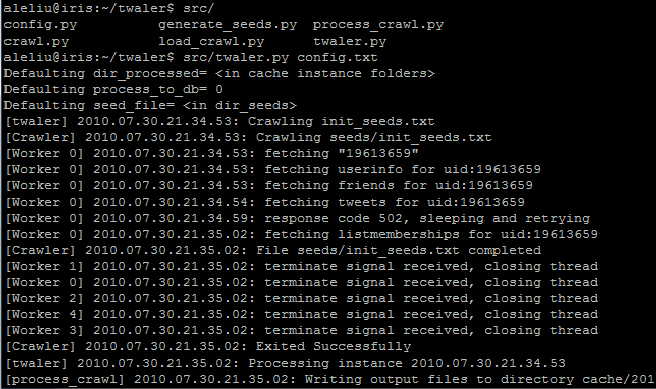 aleliu@iris:~/twaler$ src/
config.py generate_seeds.py process_crawl.py
crawl.py load_crawl.py twaler.py
aleliu@iris:~/twaler$ src/twaler.py config.txt
Defaulting dir_processed= <in cache instance folders>
Defaulting process_to_db= 0
Defaulting seed_file= <in dir_seeds>
[twaler] 2010.07.30.21.34.53: Crawling init_seeds.txt
[Crawler] 2010.07.30.21.34.53: Crawling seeds/init_seeds.txt
[Worker 0] 2010.07.30.21.34.53: fetching "19613659"
[Worker 0] 2010.07.30.21.34.53: fetching userinfo for uid:19613659
[Worker 0] 2010.07.30.21.34.53: fetching friends for uid:19613659
[Worker 0] 2010.07.30.21.34.54: fetching tweets for uid:19613659
[Worker 0] 2010.07.30.21.34.59: response code 502, sleeping and retrying
[Worker 0] 2010.07.30.21.35.02: fetching listmemberships for uid:19613659
[Crawler] 2010.07.30.21.35.02: File seeds/init_seeds.txt completed
[Worker 1] 2010.07.30.21.35.02: terminate signal received, closing thread
[Worker 0] 2010.07.30.21.35.02: terminate signal received, closing thread
[Worker 2] 2010.07.30.21.35.02: terminate signal received, closing thread
[Worker 4] 2010.07.30.21.35.02: terminate signal received, closing thread
[Worker 3] 2010.07.30.21.35.02: terminate signal received, closing thread
[Crawler] 2010.07.30.21.35.02: Exited Successfully
[twaler] 2010.07.30.21.35.02: Processing instance 2010.07.30.21.34.53
[process_crawl] 2010.07.30.21.35.02: Writing output files to directory cache/201